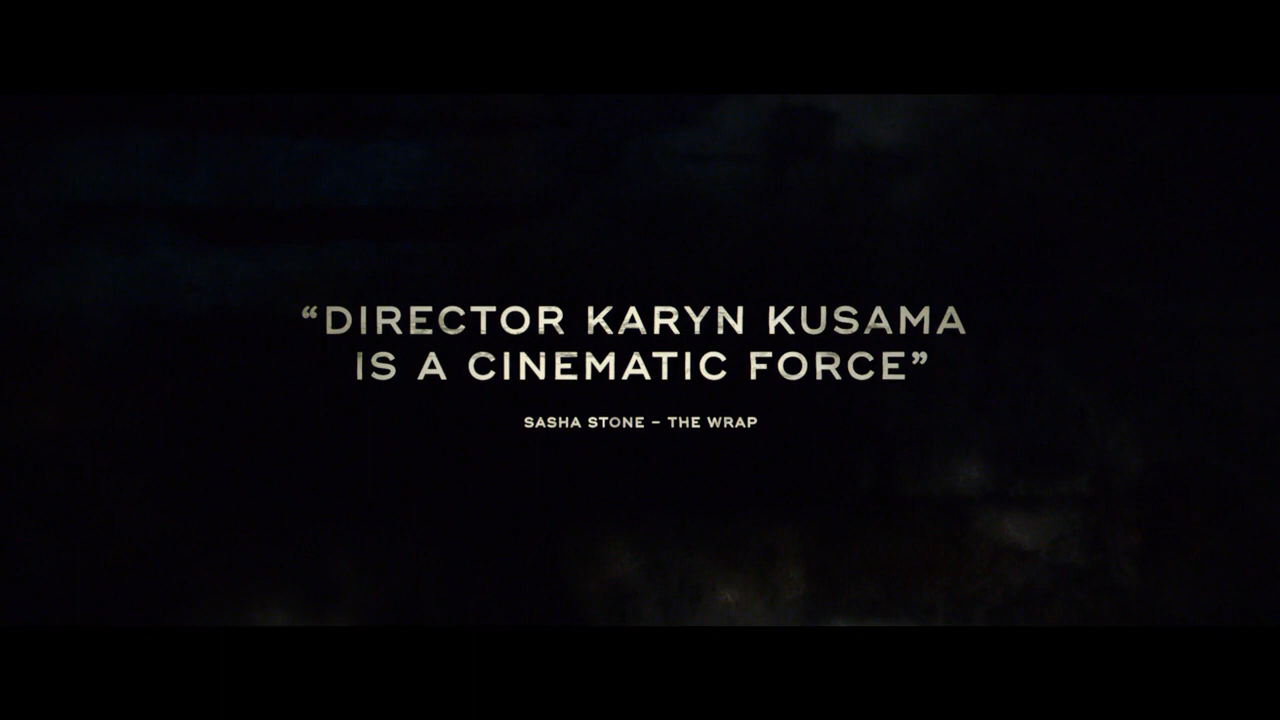 “DIRECTOR KARYN KUSAMA
IS A CINEMATIC FORCE”
SASHA STONE – THE WRAP